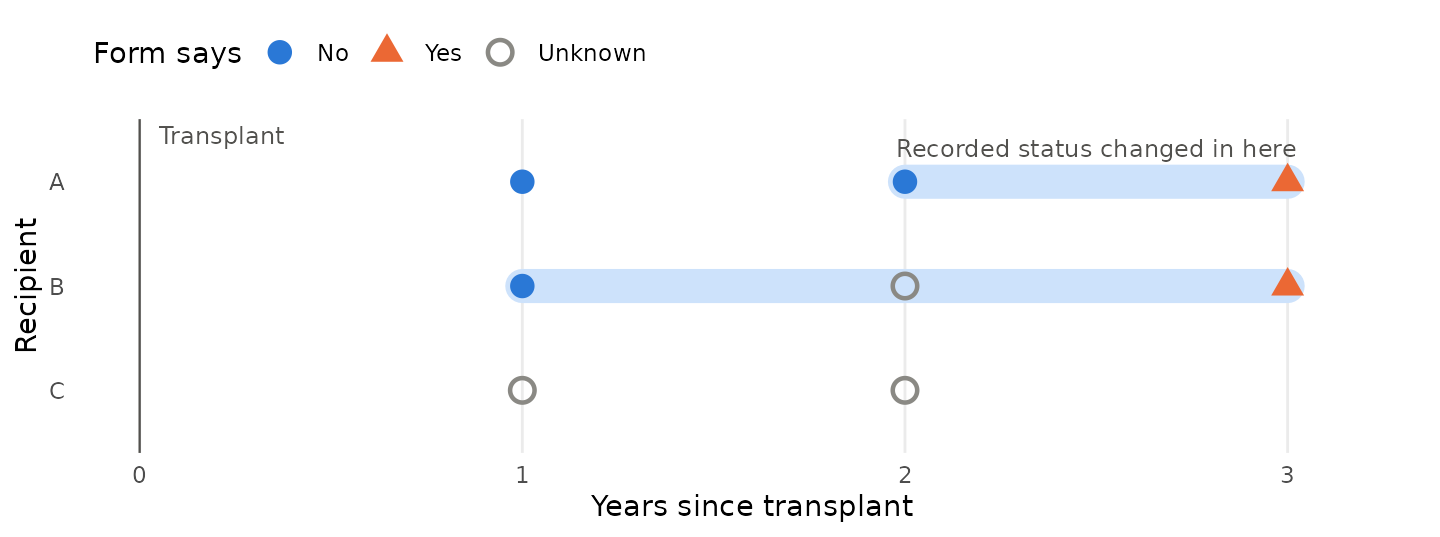 Form says No Yes Unknown
Transplant
Recorded status changed in here
A
B
C
Recipient
0 1 2 3
Years since transplant